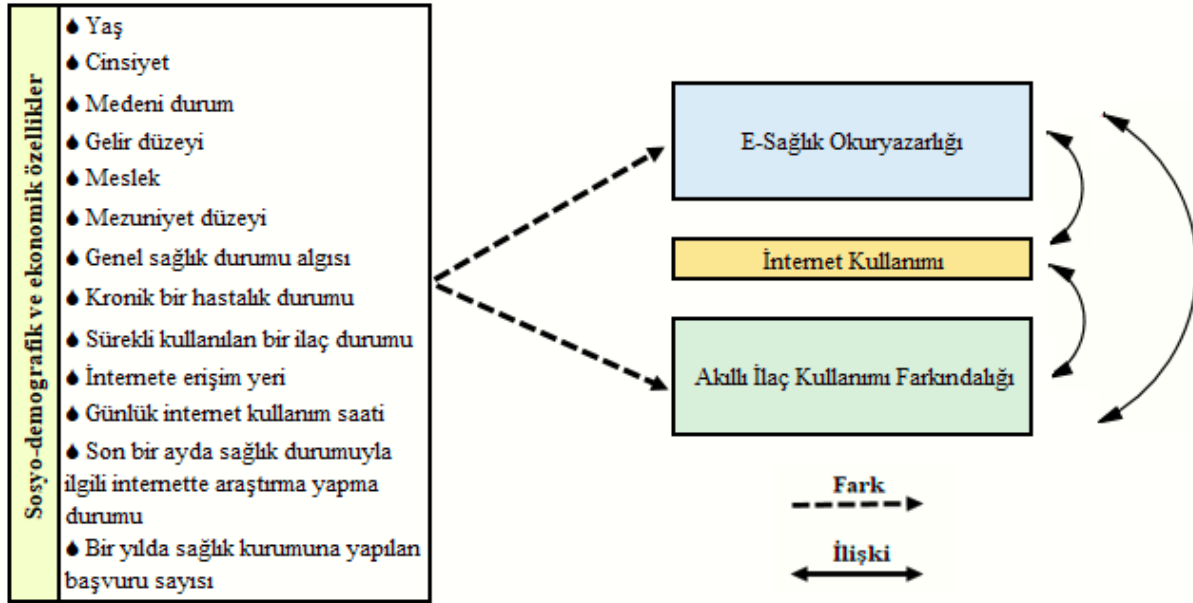 Sosyo-demografik ve ekonomik özellikler
Yaş
Cinsiyet
Medeni durum
Gelir düzeyi
Meslek
Mezuniyet düzeyi
Genel sağlık durumu algısı
Kronik bir hastalık durumu
Sürekli kullanılan bir ilaç durumu
İnternete erişim yeri
Günlük internet kullanım saati
Son bir ayda sağlık durumuyla
ilgili internette araştırma yapma
durumu
Bir yılda sağlık kurumuna yapılan
başvuru sayısı
E-Sağlık Okuryazarlığı
İnternet Kullanımı
Akıllı İlaç Kullanımı Farkındalığı
Fark
İlişki